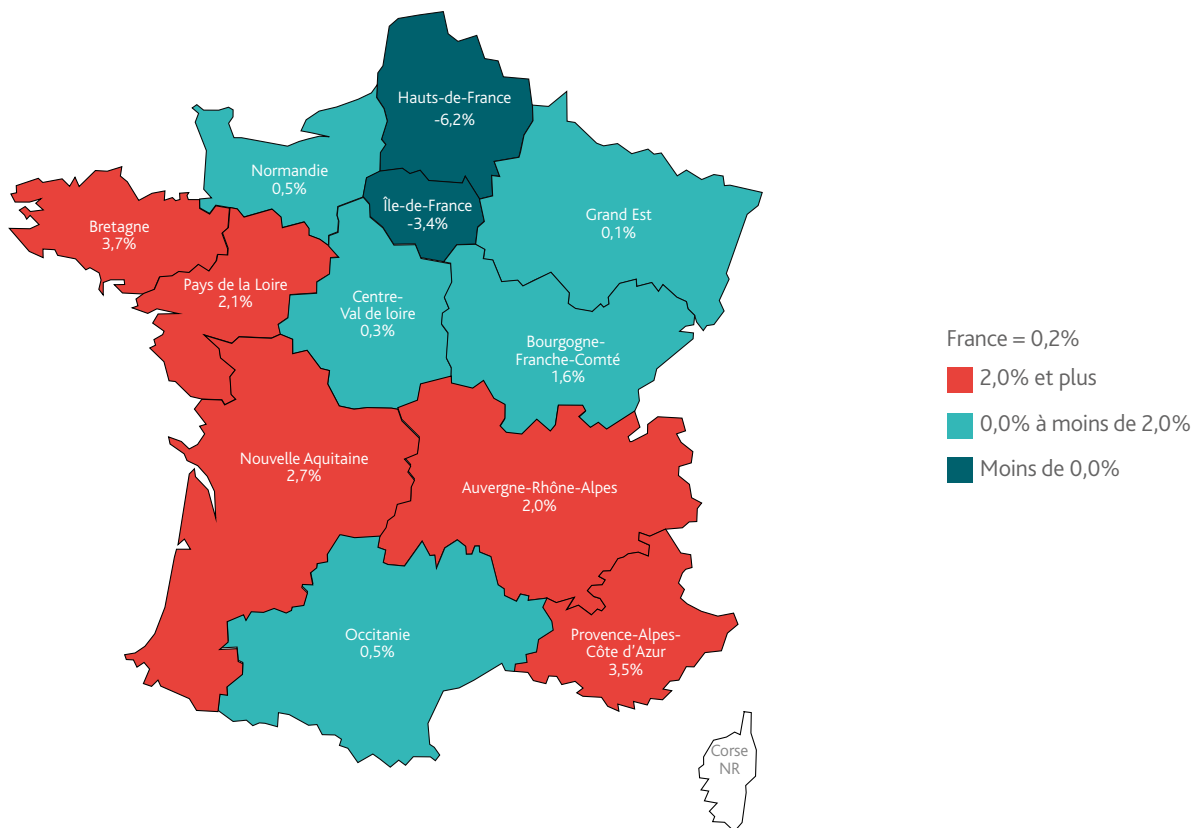 Hauts-de-France
-6,2%
Normandie
0,5%
Île-de-France
-3,4%
Grand Est
0,1%
Bretagne
3,7%
Pays de la Loire
2,1%
Centre-
Val de loire
0,3%
Bourgogne-
Franche-Comté
1,6%
Nouvelle Aquitaine
2,7%
Auvergne-Rhône-Alpes
2,0%
Occitanie
0,5%
Provence-Alpes-
Côte d'Azur
3,5%
Corse
NR
France = 0,2%
2,0% et plus
0,0% à moins de 2,0%
Moins de 0,0%